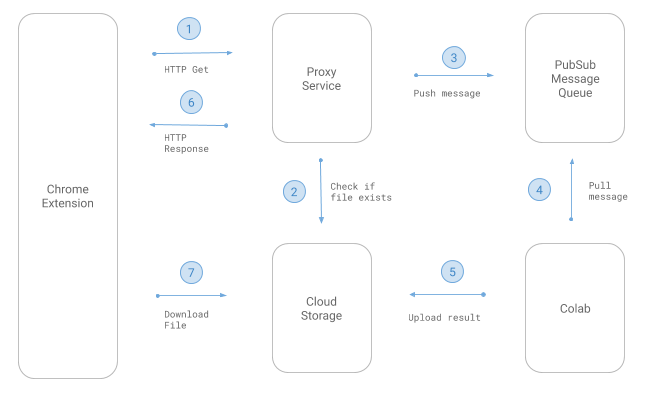 1
HTTP Get
Proxy
Service
3
Push message
PubSub
Message
Queue
6
HTTP
Response
Chrome
Extension
2
Check if
file exists
4
Pull
message
7
Download
File
Cloud
Storage
5
Upload result
Colab